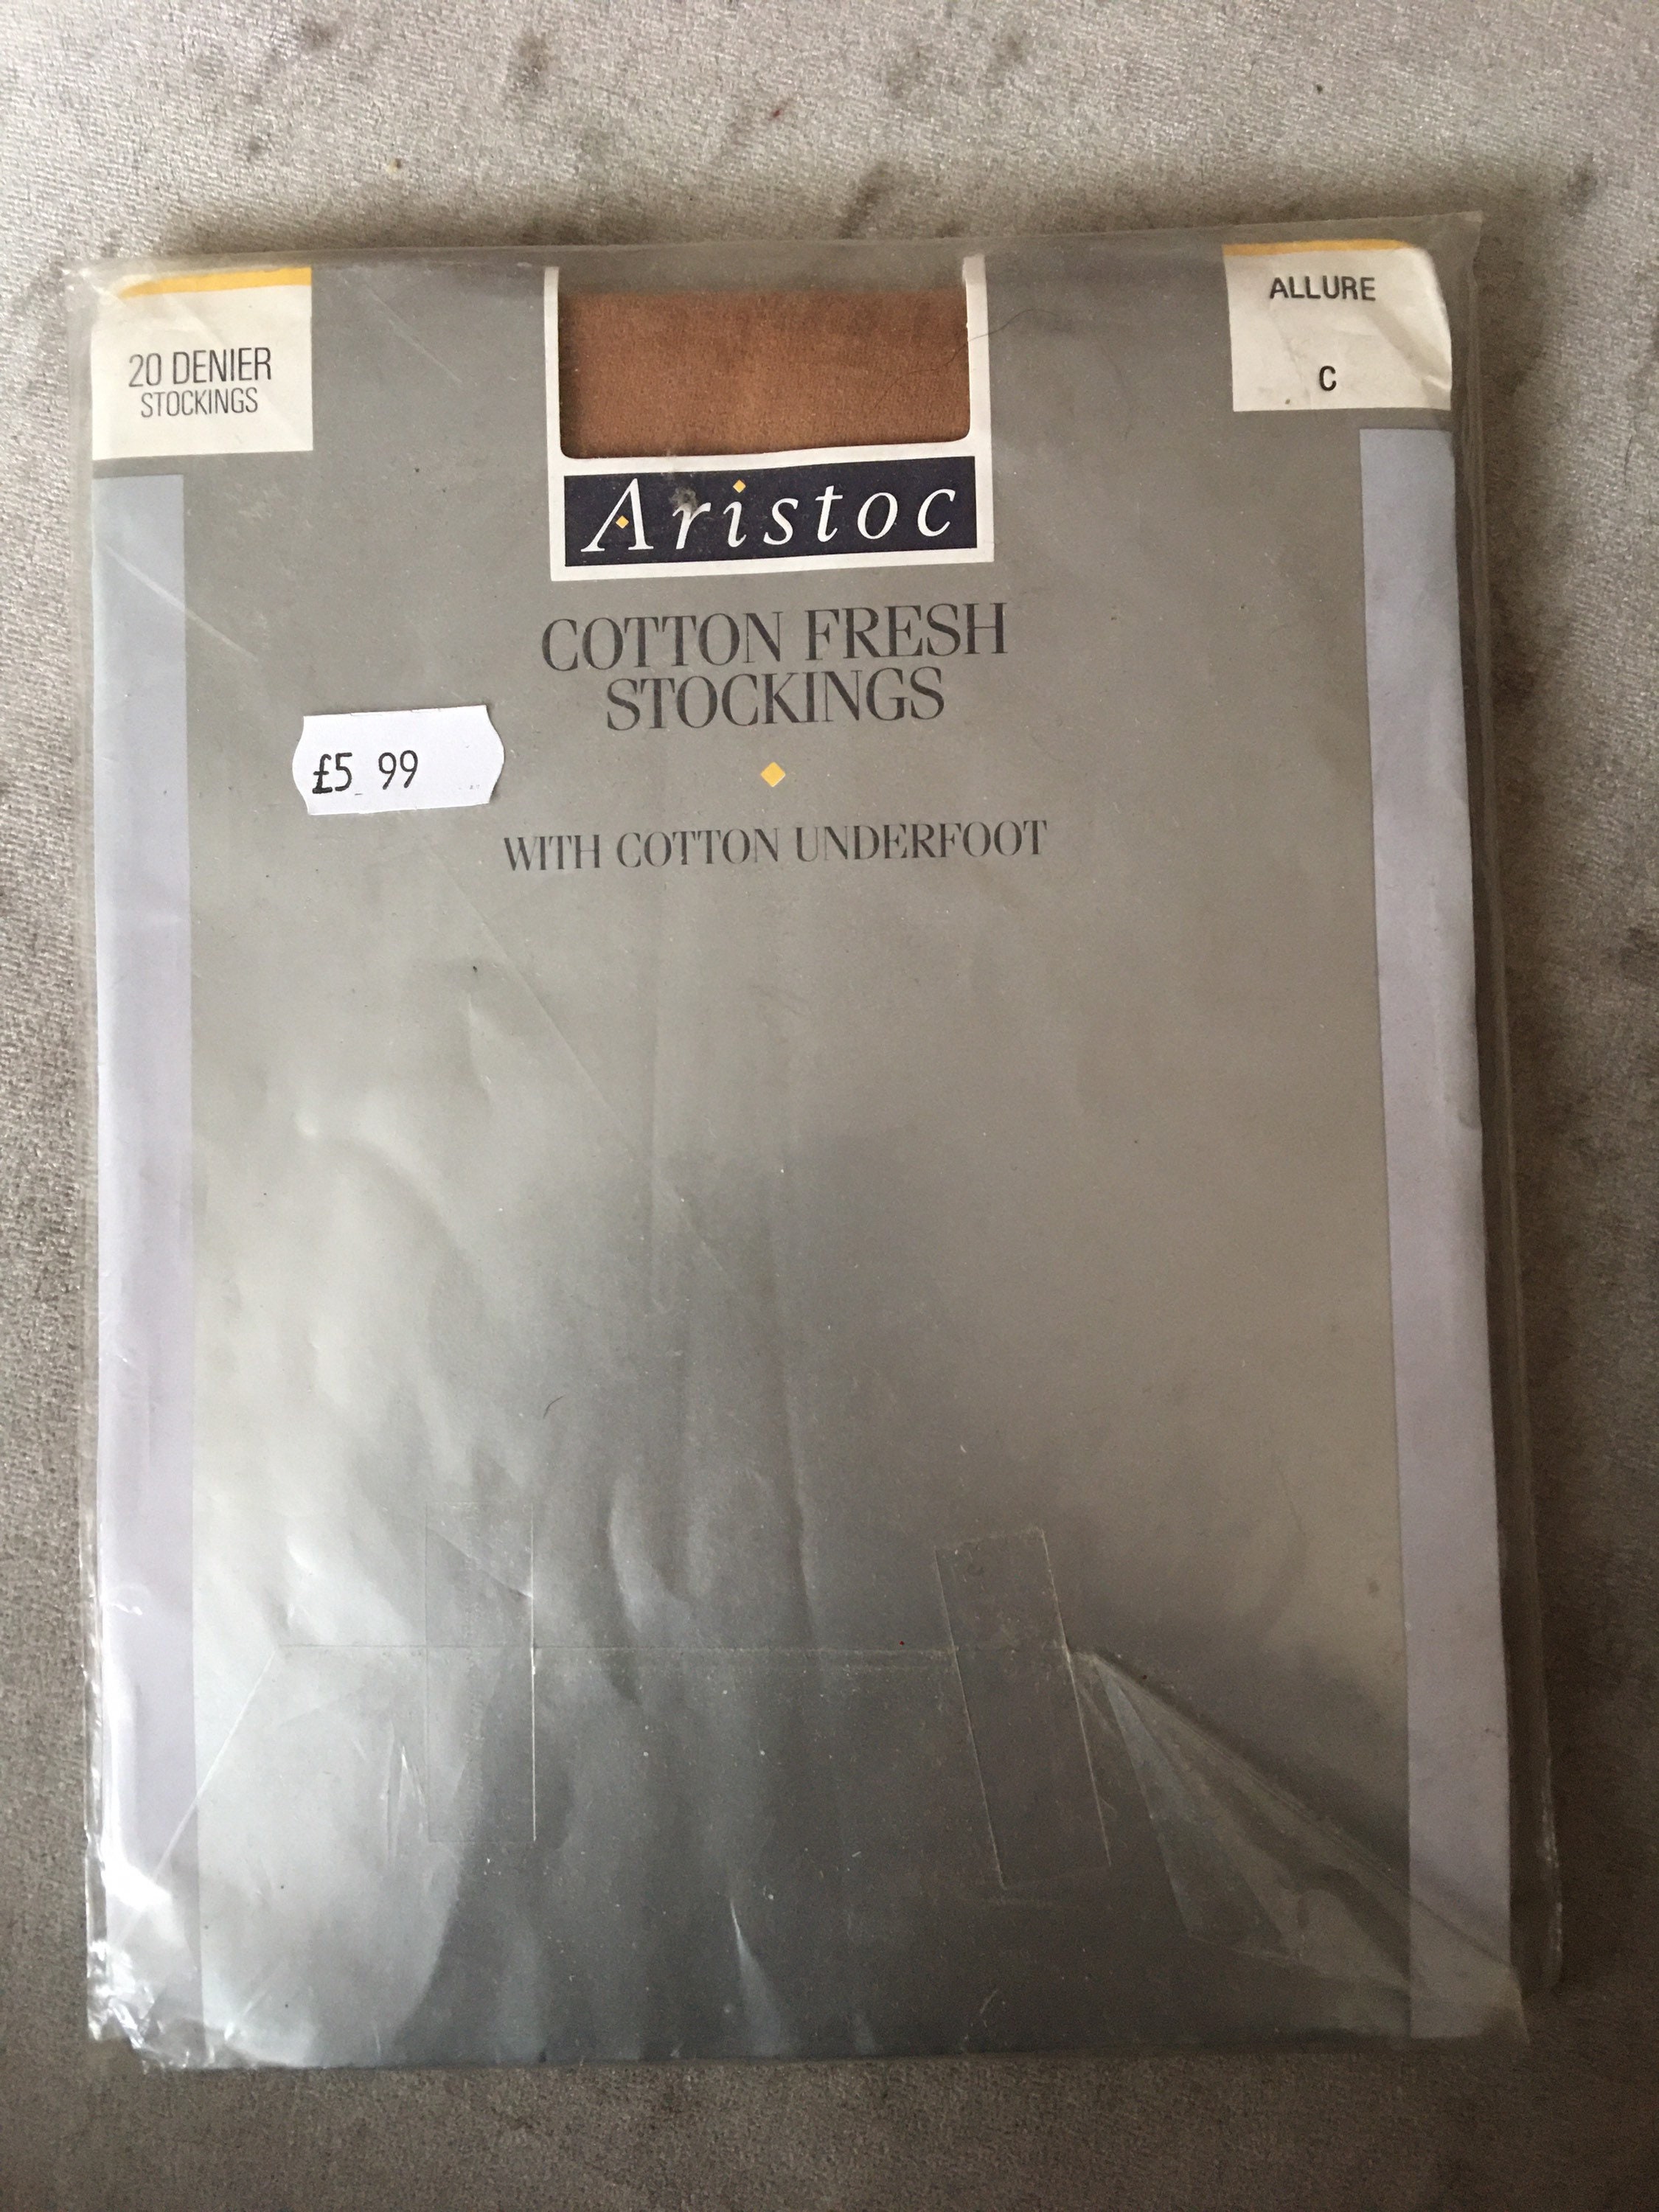 20 DENIER
STOCKINGS
ALLURE
C
Aristoc
COTTON FRESH
STOCKINGS
£5 99
WITH COTTON UNDERFOOT